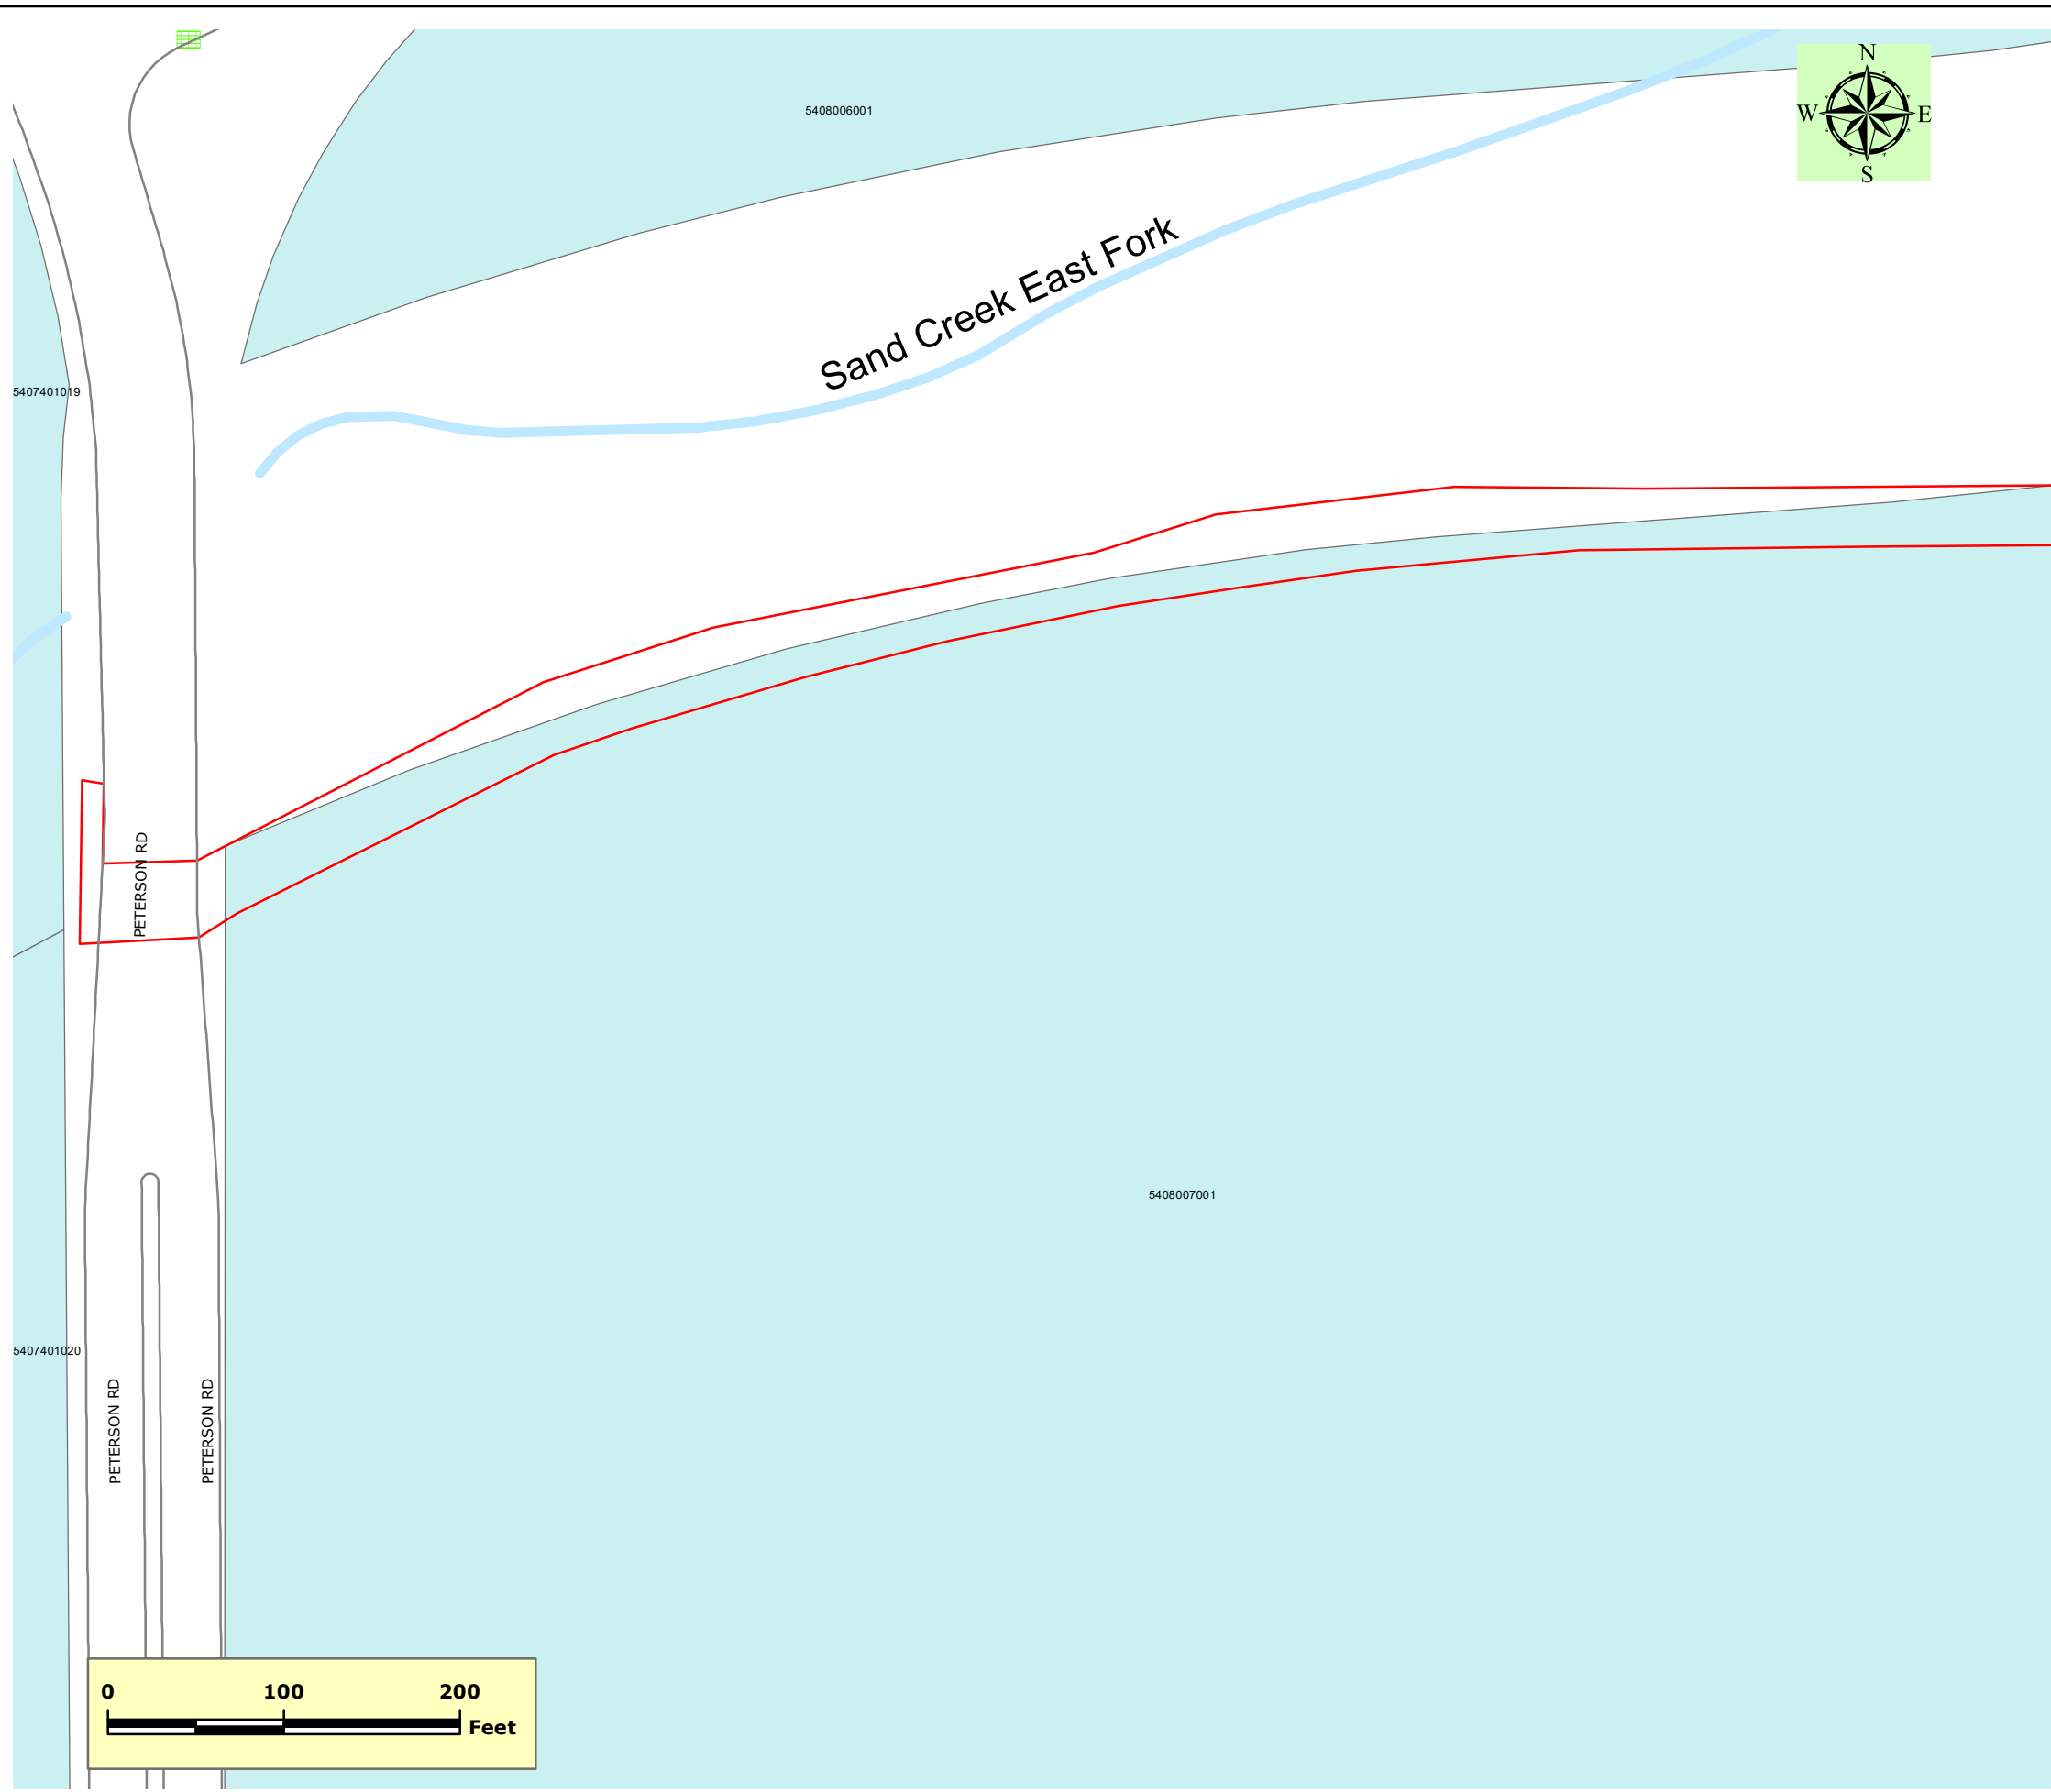 N
5408006001
W
E
S
Sand Creek East Fork
5407401019
PETERSON RD
5408007001
5407401020
PETERSON RD
PETERSON RD
0 100 200
Feet